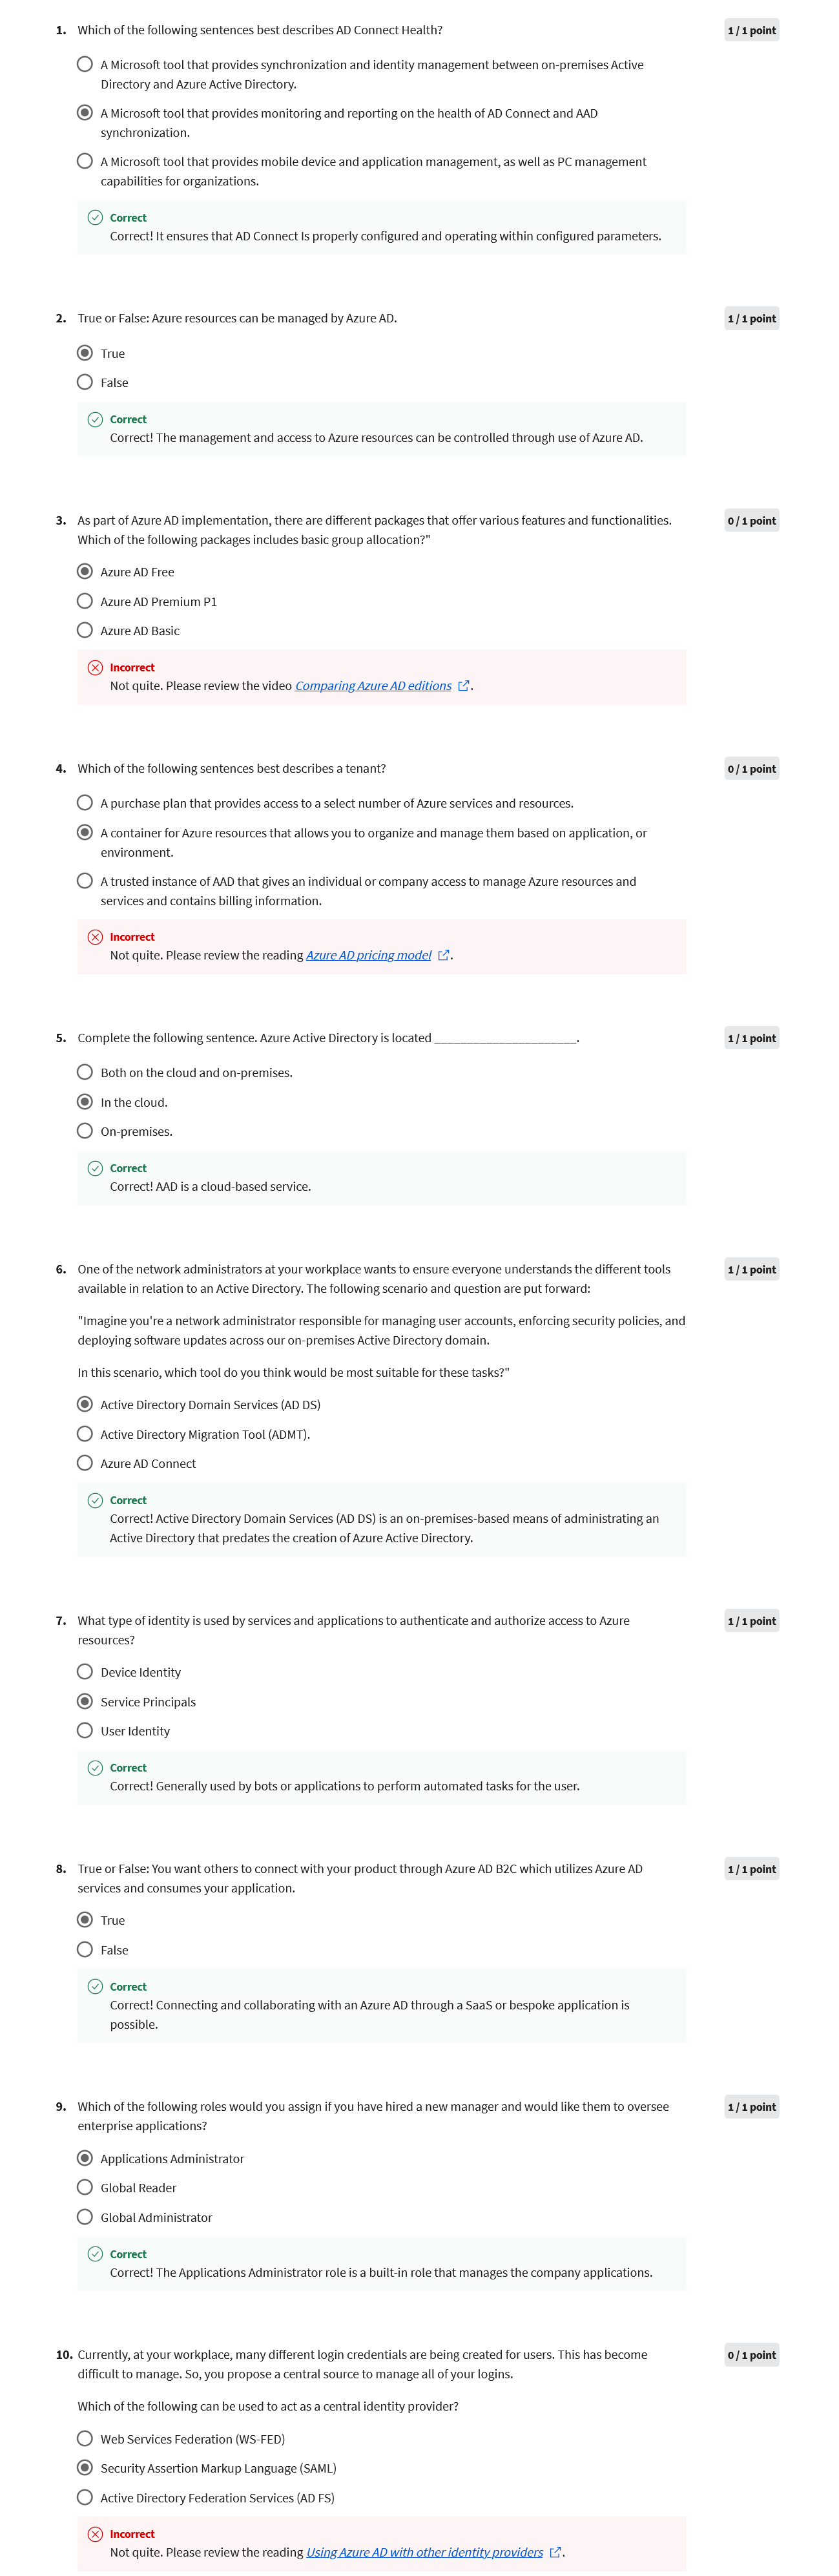 1. Which of the following sentences best describes AD Connect Health?
1 / 1 point
A Microsoft tool that provides synchronization and identity management between on-premises Active
Directory and Azure Active Directory.
A Microsoft tool that provides monitoring and reporting on the health of AD Connect and AAD
synchronization.
A Microsoft tool that provides mobile device and application management, as well as PC management
capabilities for organizations.
Correct
Correct! It ensures that AD Connect Is properly configured and operating within configured parameters.
2. True or False: Azure resources can be managed by Azure AD.
1 / 1 point
True
False
Correct
Correct! The management and access to Azure resources can be controlled through use of Azure AD.
3. As part of Azure AD implementation, there are different packages that offer various features and functionalities.
0 / 1 point
Which of the following packages includes basic group allocation?"
Azure AD Free
Azure AD Premium P1
Azure AD Basic
Incorrect
Not quite. Please review the video Comparing Azure AD editions.
4. Which of the following sentences best describes a tenant?
0 / 1 point
A purchase plan that provides access to a select number of Azure services and resources.
A container for Azure resources that allows you to organize and manage them based on application, or
environment.
A trusted instance of AAD that gives an individual or company access to manage Azure resources and
services and contains billing information.
Incorrect
Not quite. Please review the reading Azure AD pricing model.
5. Complete the following sentence. Azure Active Directory is located ______________________.
1 / 1 point
Both on the cloud and on-premises.
In the cloud.
On-premises.
Correct
Correct! AAD is a cloud-based service.
6. One of the network administrators at your workplace wants to ensure everyone understands the different tools
1 / 1 point
available in relation to an Active Directory. The following scenario and question are put forward:
"Imagine you're a network administrator responsible for managing user accounts, enforcing security policies, and
deploying software updates across our on-premises Active Directory domain.
In this scenario, which tool do you think would be most suitable for these tasks?"
Active Directory Domain Services (AD DS)
Active Directory Migration Tool (ADMT).
Azure AD Connect
Correct
Correct! Active Directory Domain Services (AD DS) is an on-premises-based means of administrating an
Active Directory that predates the creation of Azure Active Directory.
7. What type of identity is used by services and applications to authenticate and authorize access to Azure
1 / 1 point
resources?
Device Identity
Service Principals
User Identity
Correct
Correct! Generally used by bots or applications to perform automated tasks for the user.
8. True or False: You want others to connect with your product through Azure AD B2C which utilizes Azure AD
1 / 1 point
services and consumes your application.
True
False
Correct
Correct! Connecting and collaborating with an Azure AD through a SaaS or bespoke application is
possible.
9. Which of the following roles would you assign if you have hired a new manager and would like them to oversee
1 / 1 point
enterprise applications?
Applications Administrator
Global Reader
Global Administrator
Correct
Correct! The Applications Administrator role is a built-in role that manages the company applications.
10. Currently, at your workplace, many different login credentials are being created for users. This has become
0 / 1 point
difficult to manage. So, you propose a central source to manage all of your logins.
Which of the following can be used to act as a central identity provider?
Web Services Federation (WS-FED)
Security Assertion Markup Language (SAML)
Active Directory Federation Services (AD FS)
Incorrect
Not quite. Please review the reading Using Azure AD with other identity providers.